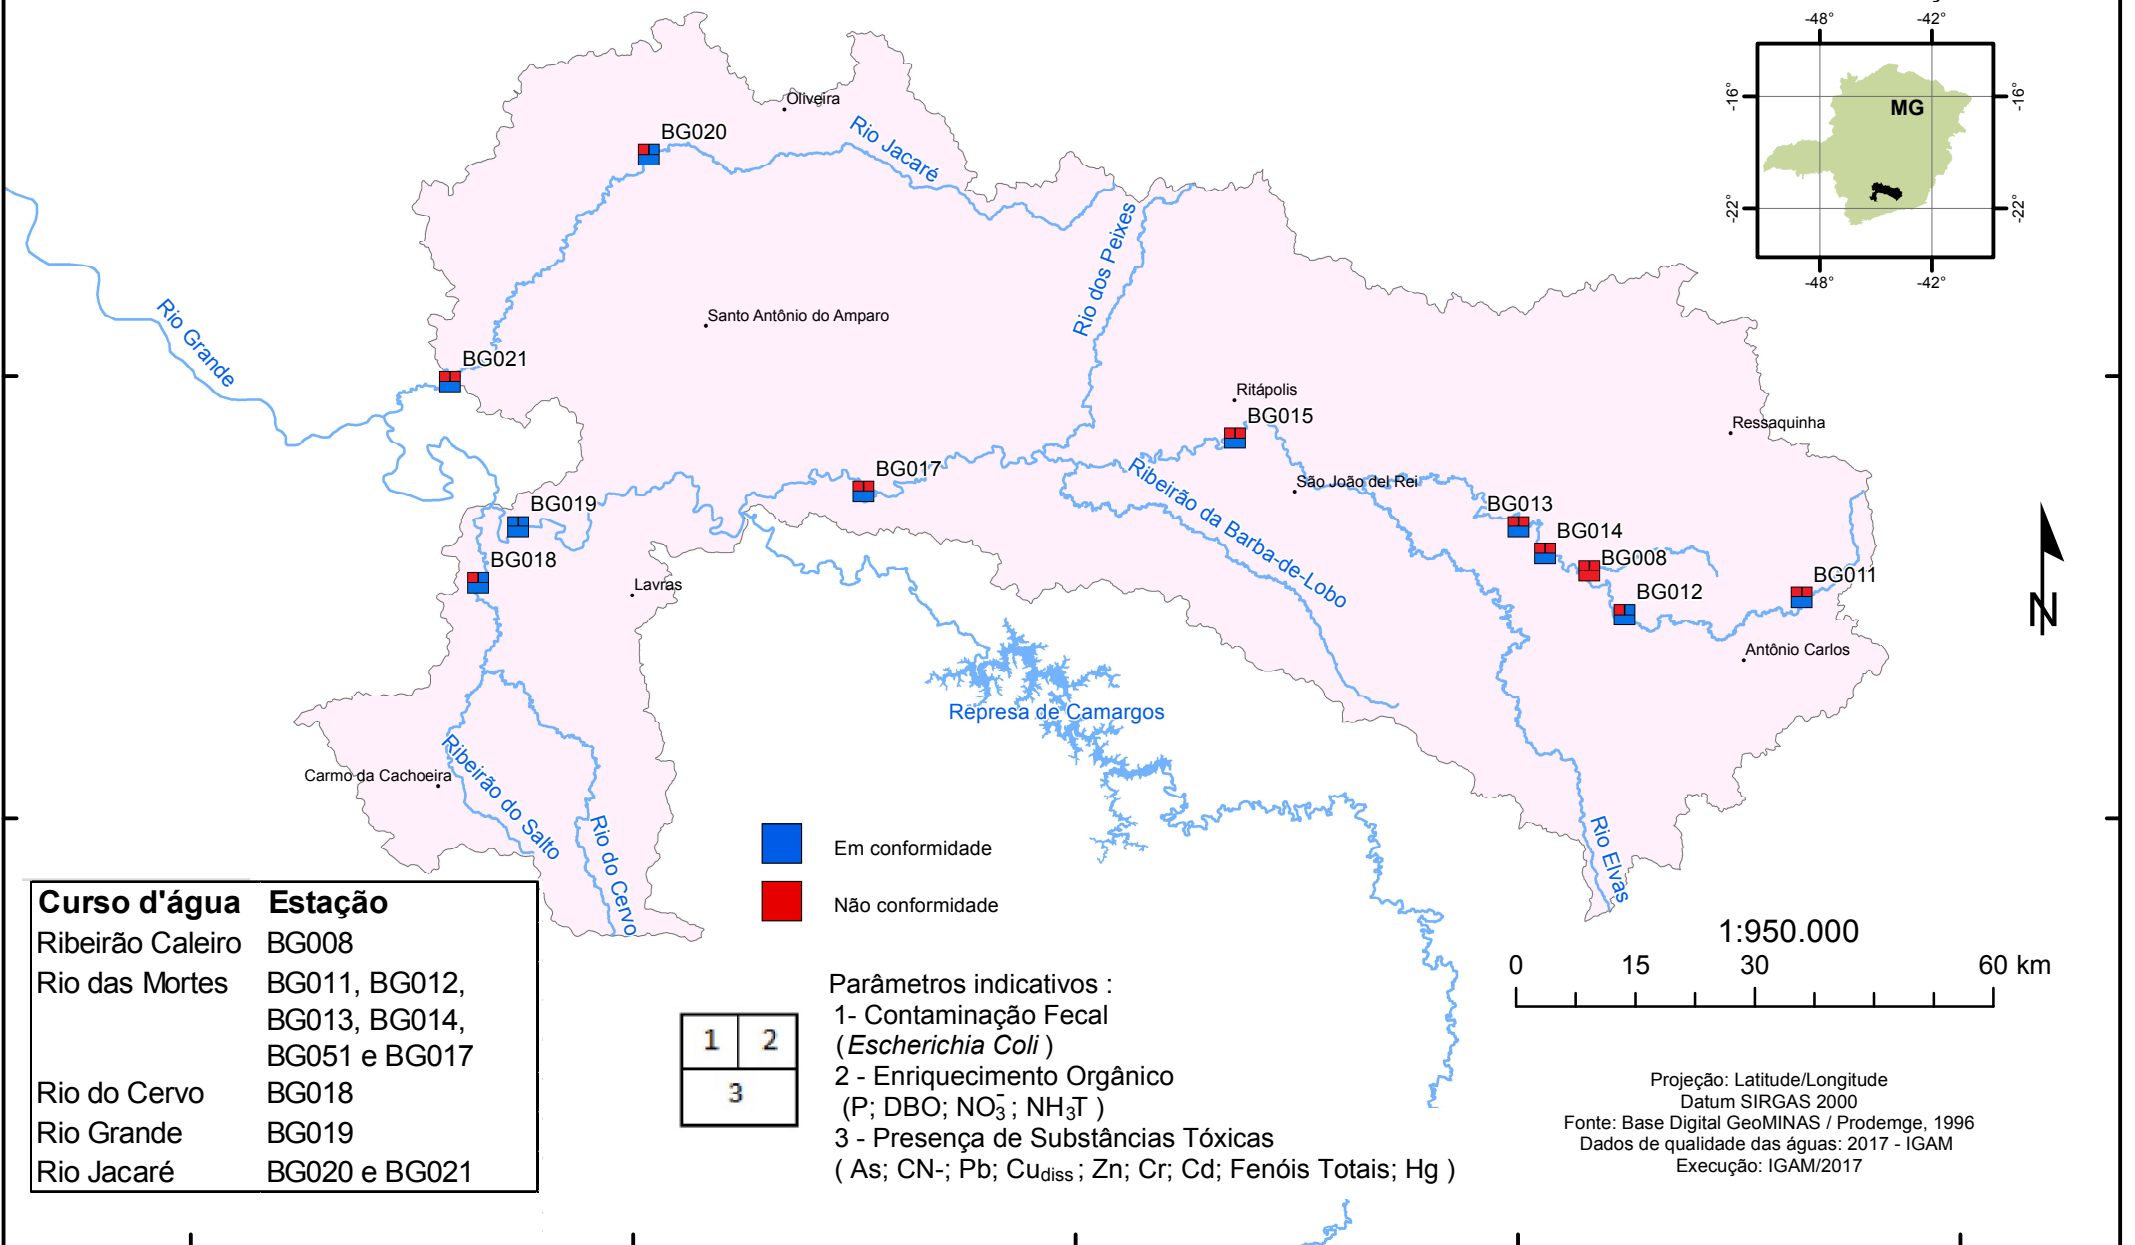 -48°
-42°
-16°
-16°
MG
-22°
-22°
-48°
-42°
Oliveira
BG020
Rio Jacaré
Rio dos Peixes
Rio Grande
Santo Antônio do Amparo
BG021
Ritápolis
BG015
Ressaquinha
BG017
Ribeirão da Barba-de-Lobo
São João del Rei
BG019
BG013
BG014
BG018
BG008
BG011
Lavras
BG012
Antônio Carlos
Represa de Camargos
Carmo da Cachoeira
Ribeirão do Salto
Rio do Cervo
Rio Elvas
N
Em conformidade
Não conformidade
Curso d'água Estação
Ribeirão Caleiro BG008
Rio das Mortes BG011, BG012,
BG013, BG014,
BG051 e BG017
Rio do Cervo BG018
Rio Grande BG019
Rio Jacaré BG020 e BG021
1 2
3
Parâmetros indicativos :
1- Contaminação Fecal
(Escherichia Coli )
2 - Enriquecimento Orgânico
(P; DBO; NO₃⁻; NH₃T )
3 - Presença de Substâncias Tóxicas
( As; CN-; Pb; Cudiss ; Zn; Cr; Cd; Fenóis Totais; Hg )
1:950.000
0 15 30 60 km
Projeção: Latitude/Longitude
Datum SIRGAS 2000
Fonte: Base Digital GeoMINAS / Prodemge, 1996
Dados de qualidade das águas: 2017 - IGAM
Execução: IGAM/2017